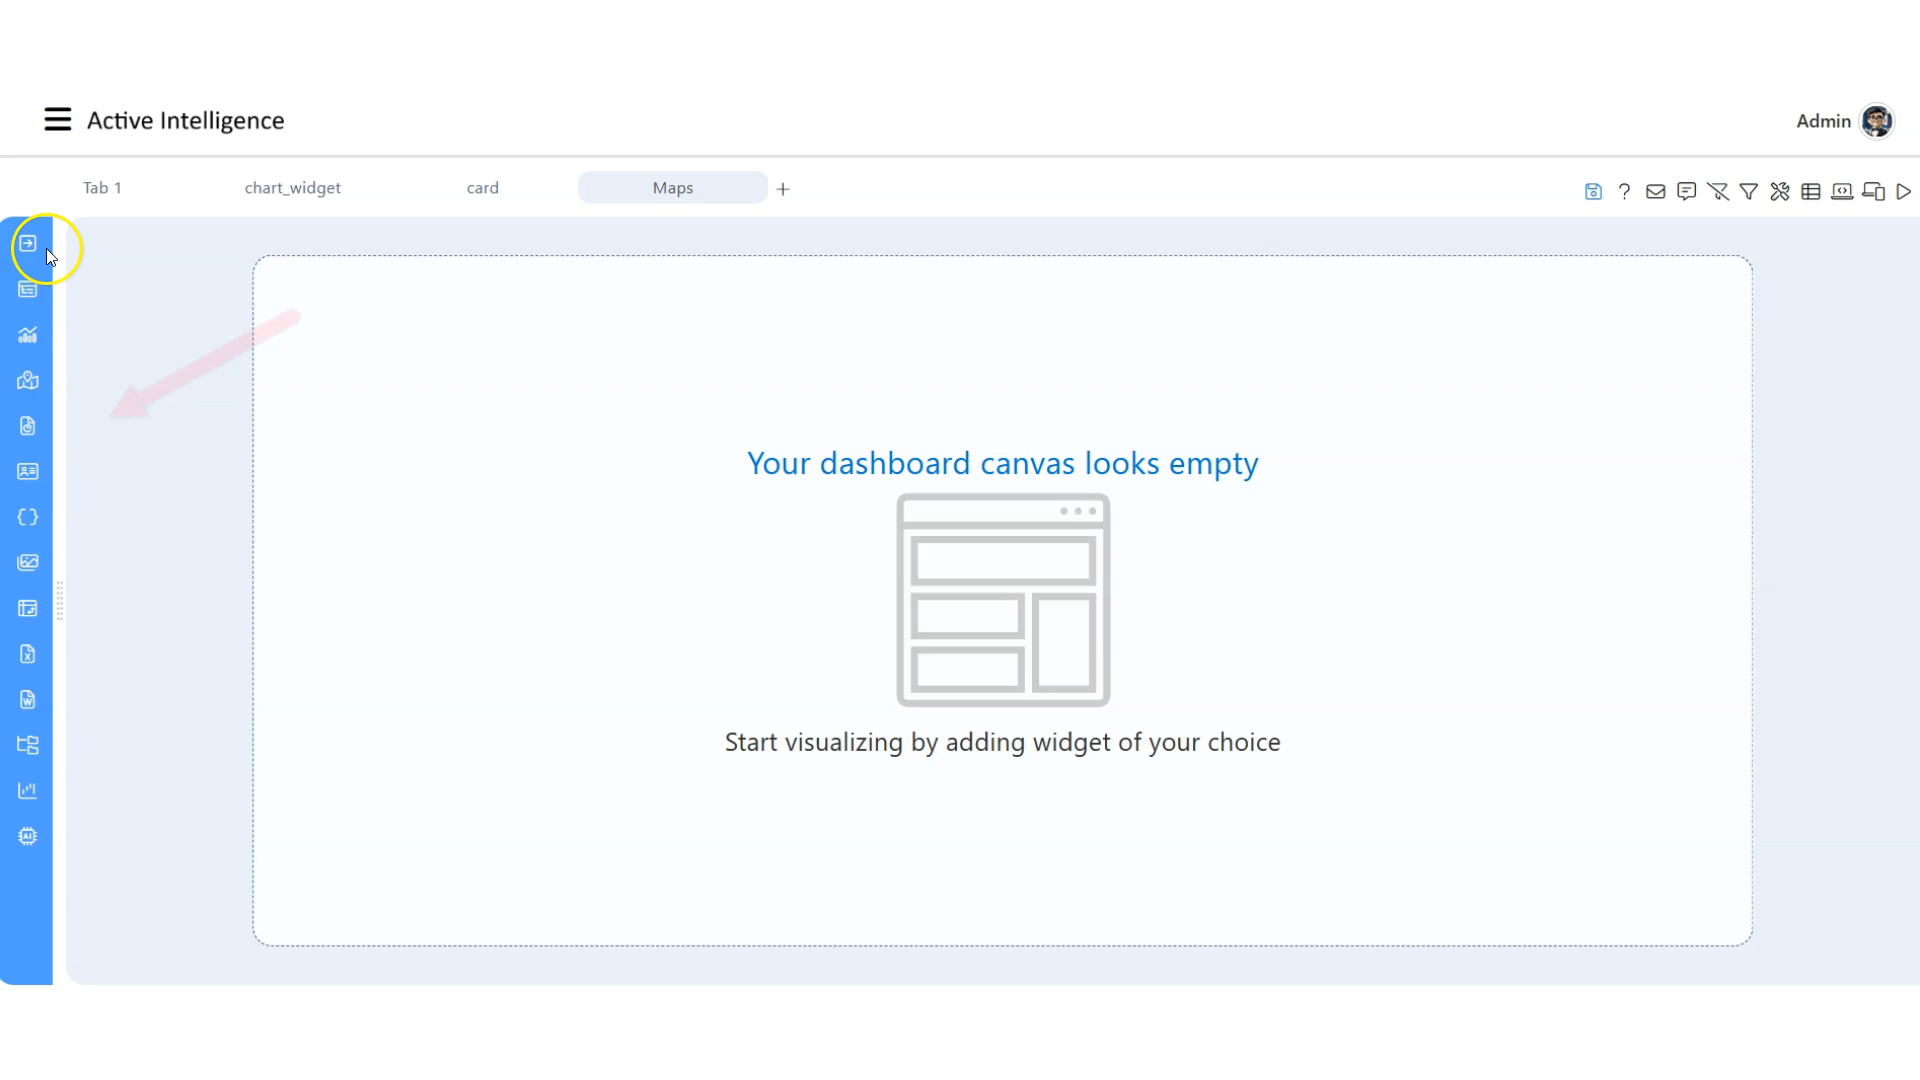 Active Intelligence
Admin
Tab 1
chart_widget
card
Maps
Your dashboard canvas looks empty
Start visualizing by adding widget of your choice
AI